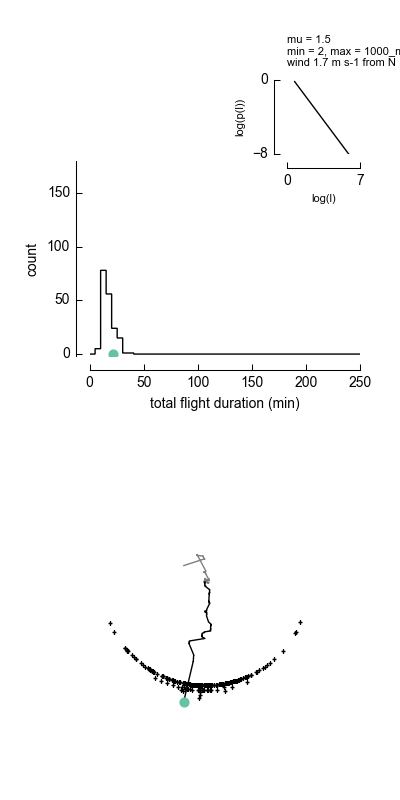 mu = 1.5
min = 2, max = 1000_m
wind 1.7 m s-1 from N
0
log(p(l))
−8
0 7
log(l)
150
100
count
50
0
0 50 100 150 200 250
total flight duration (min)